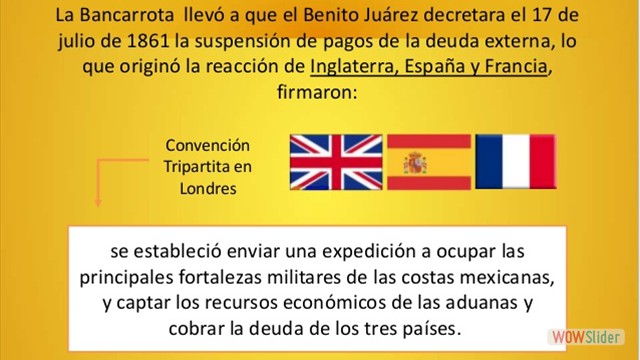 La Bancarrota llevó a que el Benito Juárez decretara el 17 de
julio de 1861 la suspensión de pagos de la deuda externa, lo
que originó la reacción de Inglaterra, España y Francia,
firmaron:
Convención
Tripartita en
Londres
se estableció enviar una expedición a ocupar las
principales fortalezas militares de las costas mexicanas,
y captar los recursos económicos de las aduanas y
cobrar la deuda de los tres países.
WOWSlider